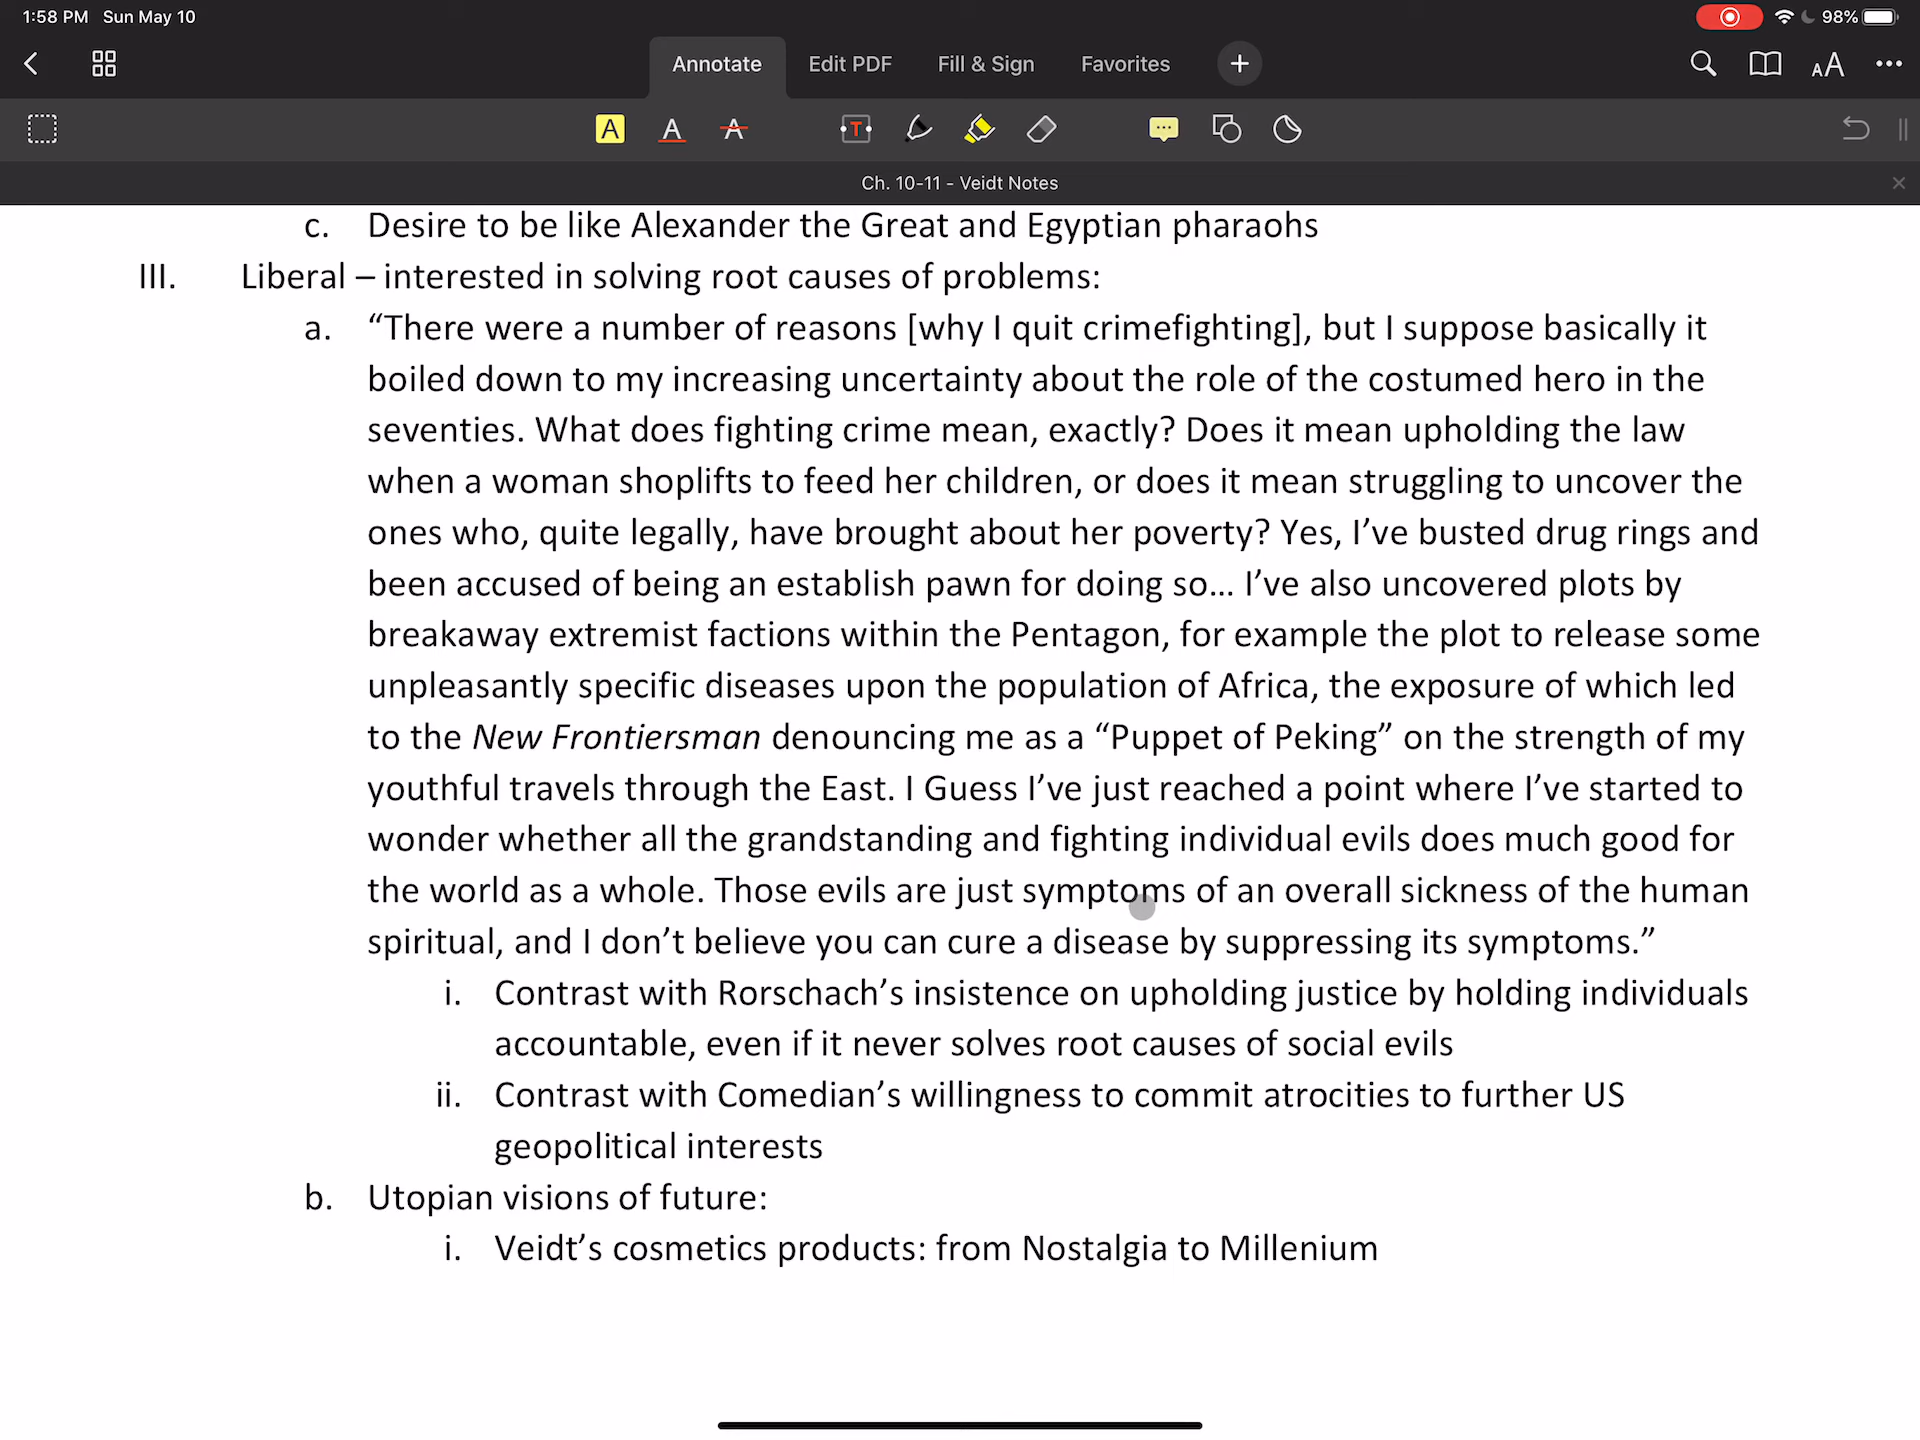 1:58 PM Sun May 10
98%
Annotate
Edit PDF
Fill & Sign
Favorites
+
AA
A
A
A
T
Ch. 10-11 - Veidt Notes
c. Desire to be like Alexander the Great and Egyptian pharaohs
III. Liberal – interested in solving root causes of problems:
a. “There were a number of reasons [why I quit crimefighting], but I suppose basically it
boiled down to my increasing uncertainty about the role of the costumed hero in the
seventies. What does fighting crime mean, exactly? Does it mean upholding the law
when a woman shoplifts to feed her children, or does it mean struggling to uncover the
ones who, quite legally, have brought about her poverty? Yes, I’ve busted drug rings and
been accused of being an establish pawn for doing so... I’ve also uncovered plots by
breakaway extremist factions within the Pentagon, for example the plot to release some
unpleasantly specific diseases upon the population of Africa, the exposure of which led
to the New Frontiersman denouncing me as a “Puppet of Peking” on the strength of my
youthful travels through the East. I Guess I’ve just reached a point where I’ve started to
wonder whether all the grandstanding and fighting individual evils does much good for
the world as a whole. Those evils are just symptoms of an overall sickness of the human
spiritual, and I don’t believe you can cure a disease by suppressing its symptoms.”
i. Contrast with Rorschach’s insistence on upholding justice by holding individuals
accountable, even if it never solves root causes of social evils
ii. Contrast with Comedian’s willingness to commit atrocities to further US
geopolitical interests
b. Utopian visions of future:
i. Veidt’s cosmetics products: from Nostalgia to Millenium